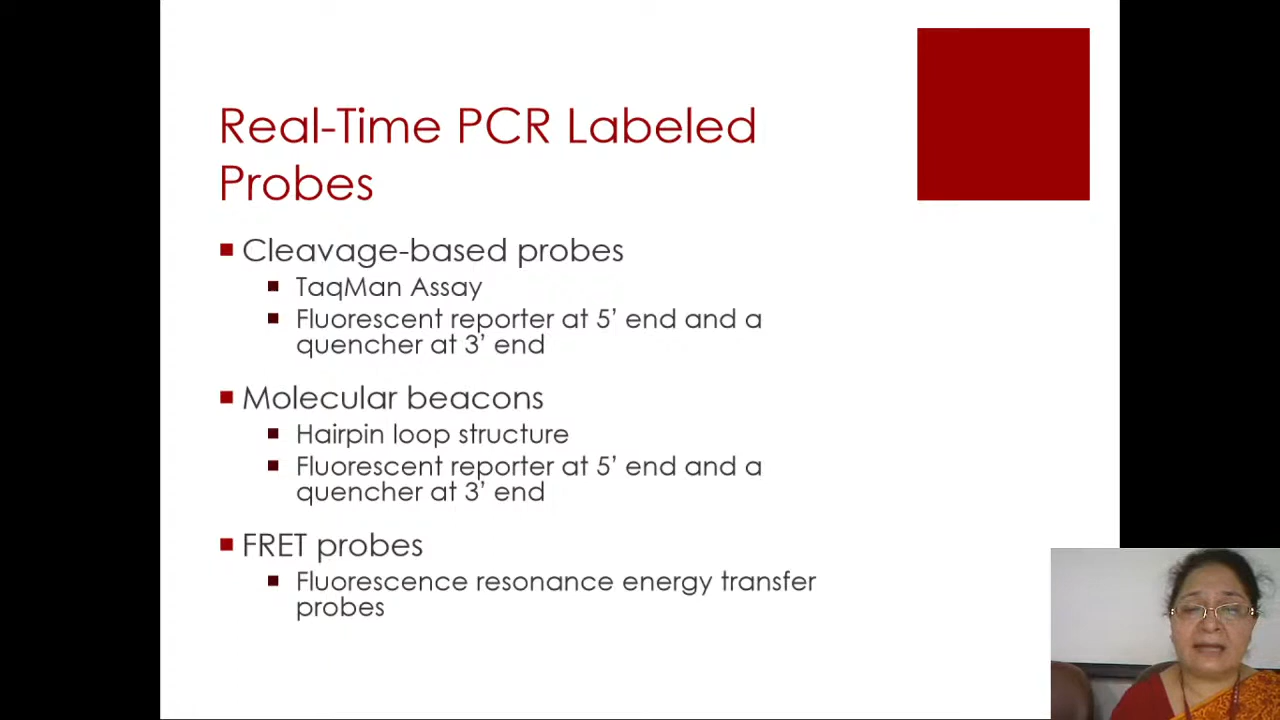 Real-Time PCR Labeled
Probes
Cleavage-based probes
TaqMan Assay
Fluorescent reporter at 5’ end and a
quencher at 3’ end
Molecular beacons
Hairpin loop structure
Fluorescent reporter at 5’ end and a
quencher at 3’ end
FRET probes
Fluorescence resonance energy transfer
probes